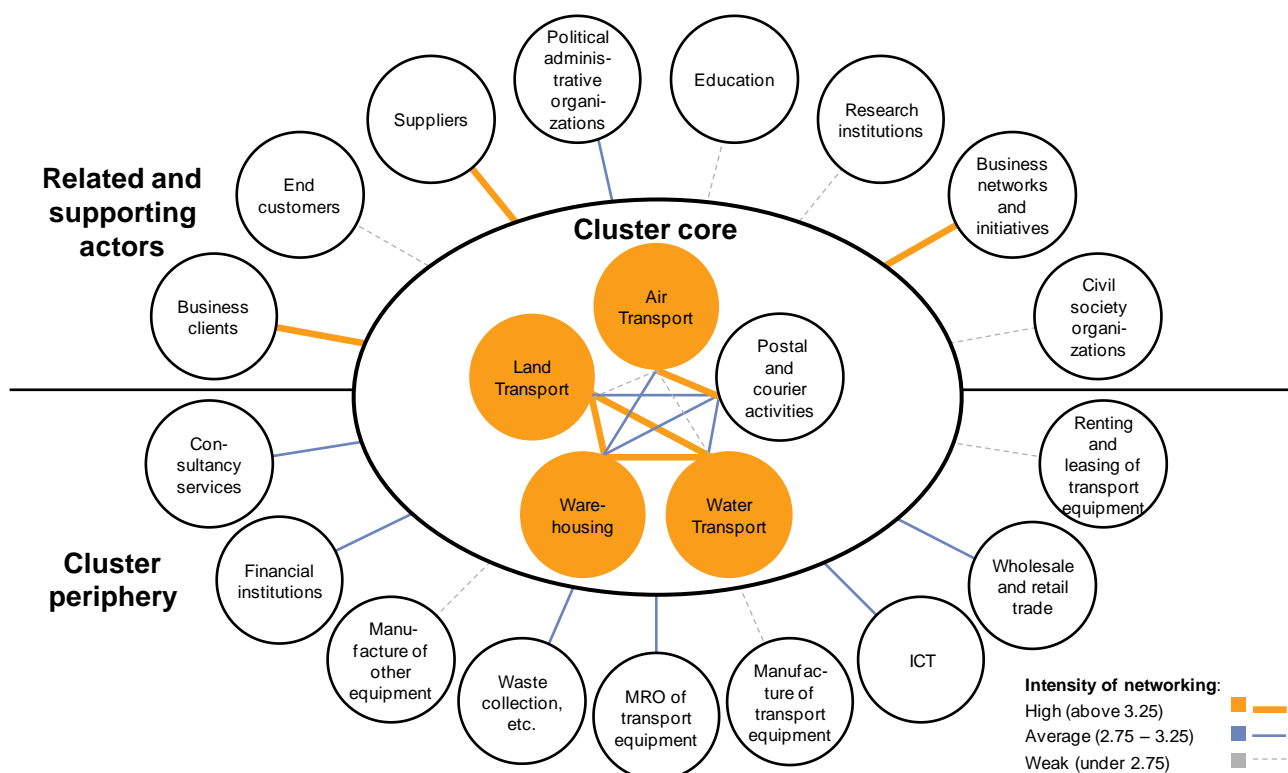 Political
adminis-
trative
organi-
zations
Education
Suppliers
Research
institutions
Related and
supporting
actors
End
customers
Business
networks
and
initiatives
Cluster core
Business
clients
Air
Transport
Civil
society
organi-
zations
Land
Transport
Postal
and
courier
activities
Con-
sultancy
services
Renting
and
leasing of
transport
equipment
Ware-
housing
Water
Transport
Cluster
periphery
Financial
institutions
Wholesale
and retail
trade
Manu-
facture of
other
equipment
Waste
collection,
etc.
MRO of
transport
equipment
Manufac-
ture of
transport
equipment
ICT
Intensity of networking:
High (above 3.25)
Average (2.75 – 3.25)
Weak (under 2.75)